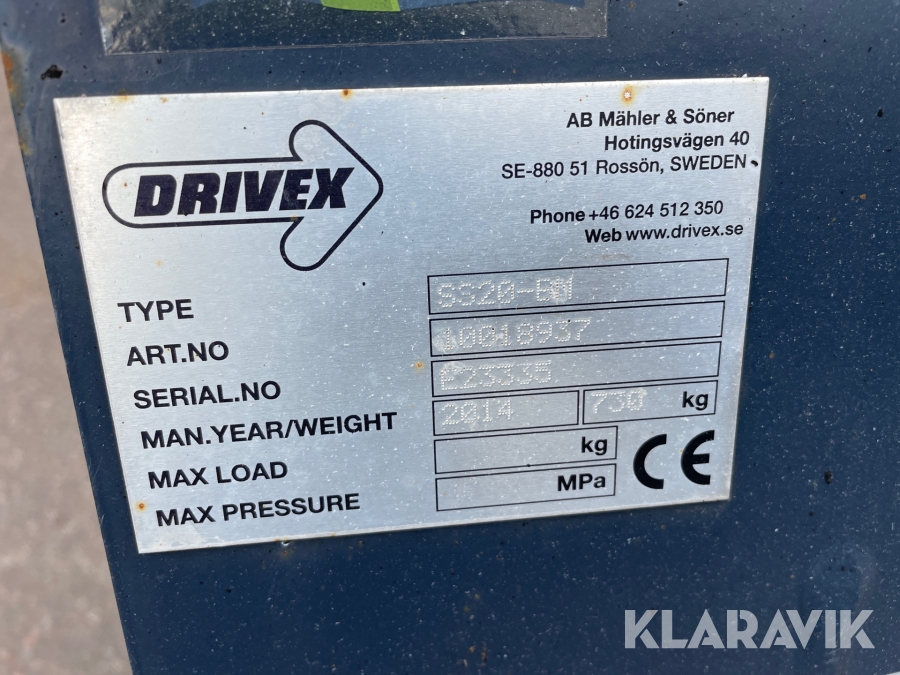 DRIVEX
AB Mähler & Söner
Hotingsvägen 40
SE-880 51 Rossön, SWEDEN
Phone +46 624 512 350
Web www.drivex.se
TYPE
ART.NO 10018937
SERIAL.NO E23335
MAN.YEAR/WEIGHT 2014 730 kg
MAX LOAD kg
MAX PRESSURE MPa
CE
KLARAVIK